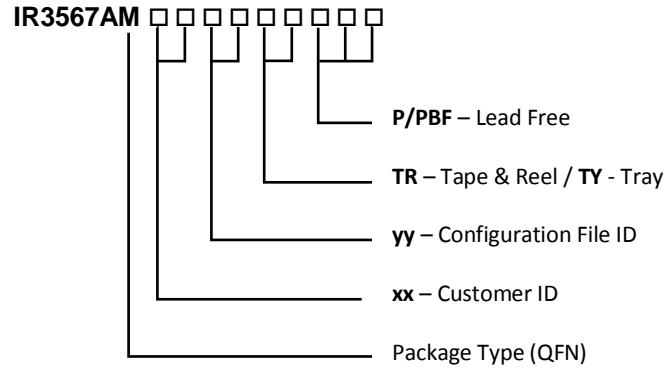 IR3567AM □ □ □ □ □ □ □ □ □
P/PBF – Lead Free
TR – Tape & Reel / TY - Tray
yy – Configuration File ID
xx – Customer ID
Package Type (QFN)